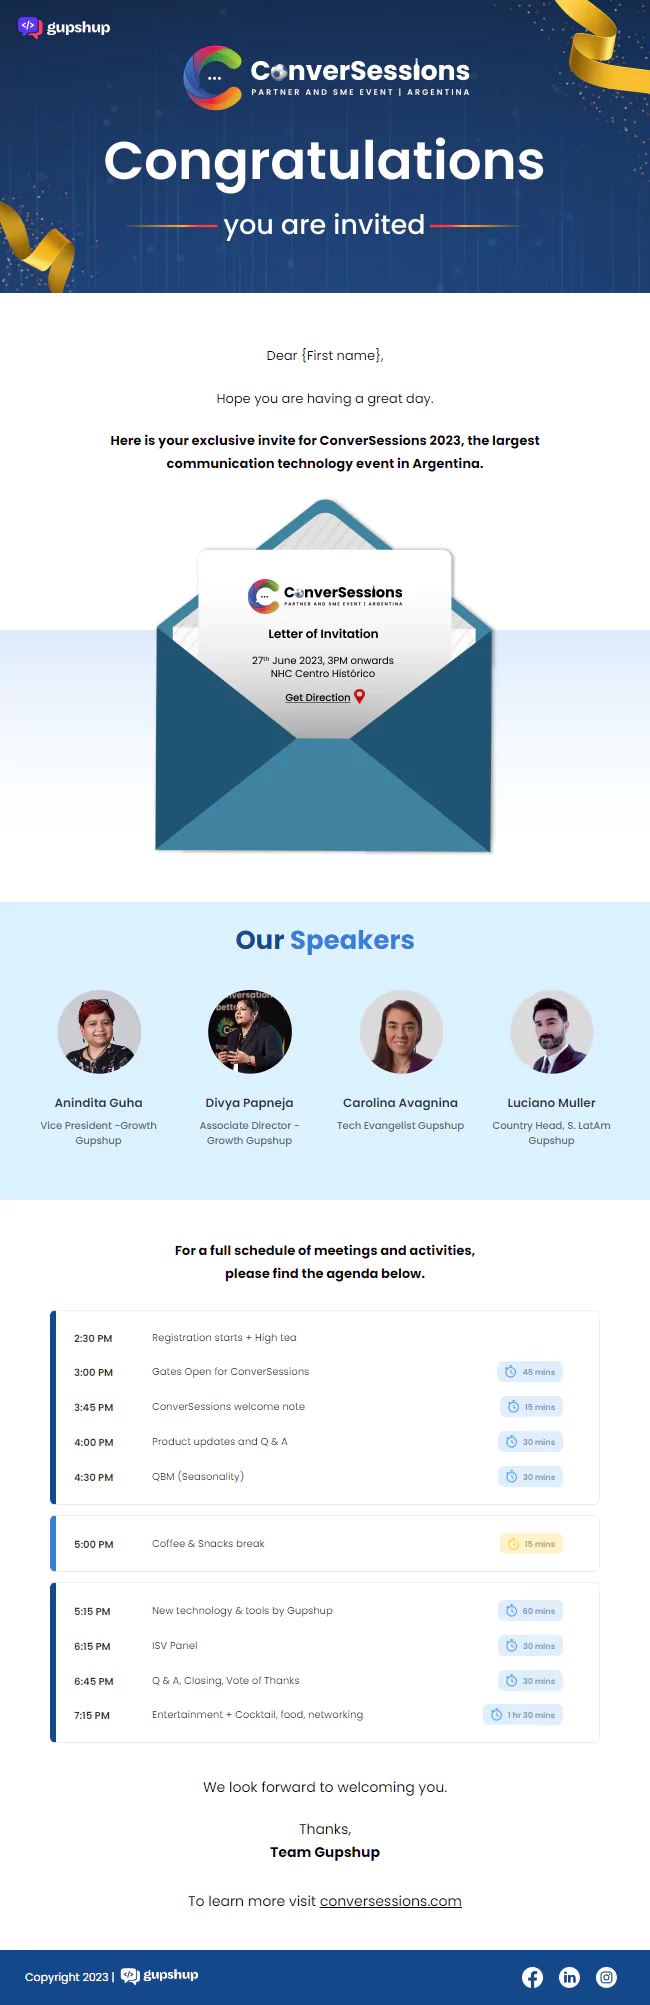 gupshup
ConverSessions
PARTNER AND SME EVENT | ARGENTINA
Congratulations
you are invited
Dear {First name},
Hope you are having a great day.
Here is your exclusive invite for ConverSessions 2023, the largest
communication technology event in Argentina.
ConverSessions
PARTNER AND SME EVENT | ARGENTINA
Letter of Invitation
27th June 2023, 3PM onwards
NHC Centro Histórico
Get Direction
Our Speakers
Anindita Guha
Vice President -Growth
Gupshup
Divya Papneja
Associate Director -
Growth Gupshup
Carolina Avagnina
Tech Evangelist Gupshup
Luciano Muller
Country Head, S. LatAm
Gupshup
For a full schedule of meetings and activities,
please find the agenda below.
2:30 PM Registration starts + High tea
3:00 PM Gates Open for ConverSessions 45 mins
3:45 PM ConverSessions welcome note 15 mins
4:00 PM Product updates and Q & A 30 mins
4:30 PM QBM (Seasonality) 30 mins
5:00 PM Coffee & Snacks break 15 mins
5:15 PM New technology & tools by Gupshup 60 mins
6:15 PM ISV Panel 30 mins
6:45 PM Q & A, Closing, Vote of Thanks 30 mins
7:15 PM Entertainment + Cocktail, food, networking 1 hr 30 mins
We look forward to welcoming you.
Thanks,
Team Gupshup
To learn more visit conversessions.com
Copyright 2023 | gupshup